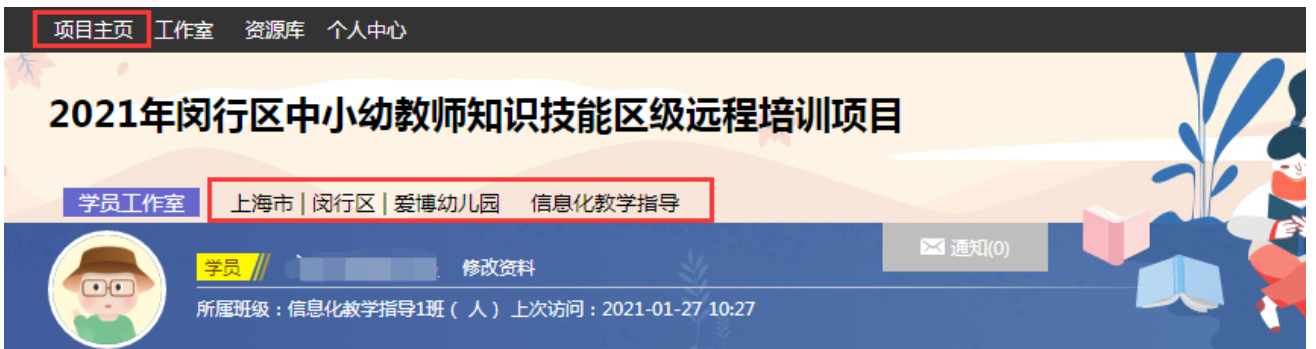 项目主页 工作室 资源库 个人中心
2021年闵行区中小幼教师知识技能区级远程培训项目
学员工作室 上海市 | 闵行区 | 爱博幼儿园 信息化教学指导
通知(0)
学员 修改资料
所属班级：信息化教学指导1班（ 人）上次访问：2021-01-27 10:27